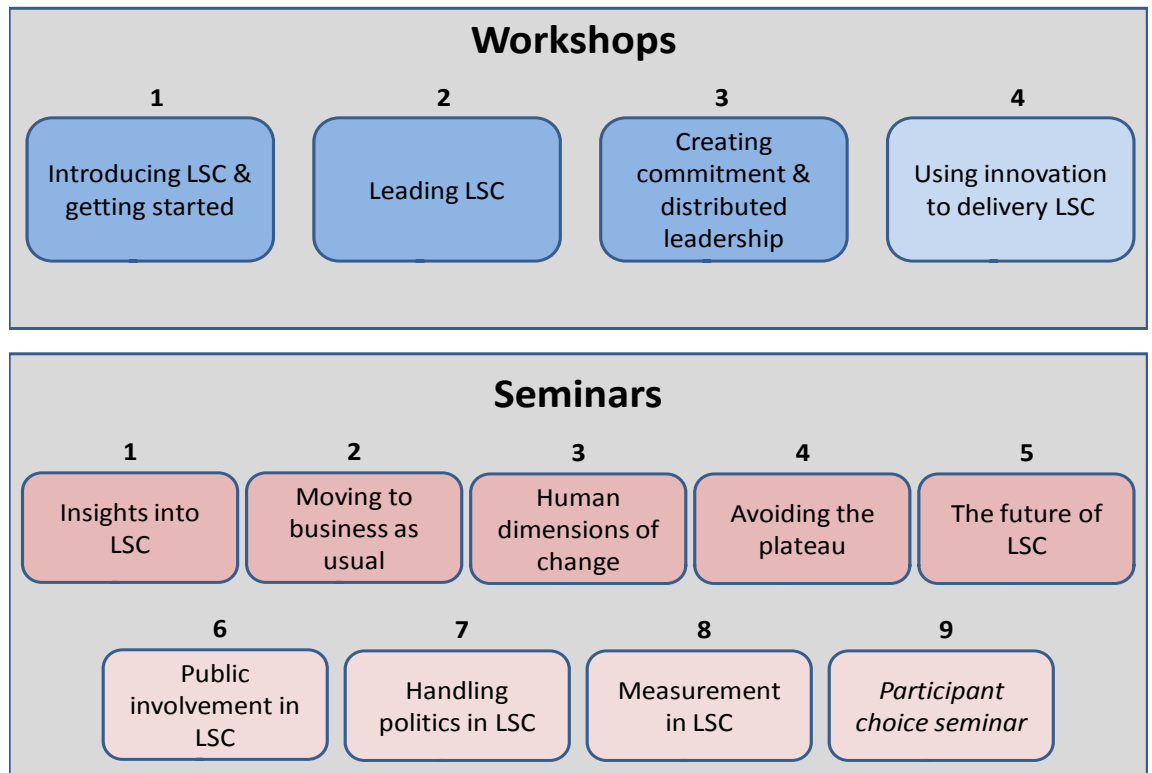 Workshops
1
Introducing LSC &
getting started
2
Leading LSC
3
Creating
commitment &
distributed
leadership
4
Using innovation
to delivery LSC
Seminars
1
Insights into
LSC
2
Moving to
business as
usual
3
Human
dimensions of
change
4
Avoiding the
plateau
5
The future of
LSC
6
Public
involvement in
LSC
7
Handling
politics in LSC
8
Measurement
in LSC
9
Participant
choice seminar